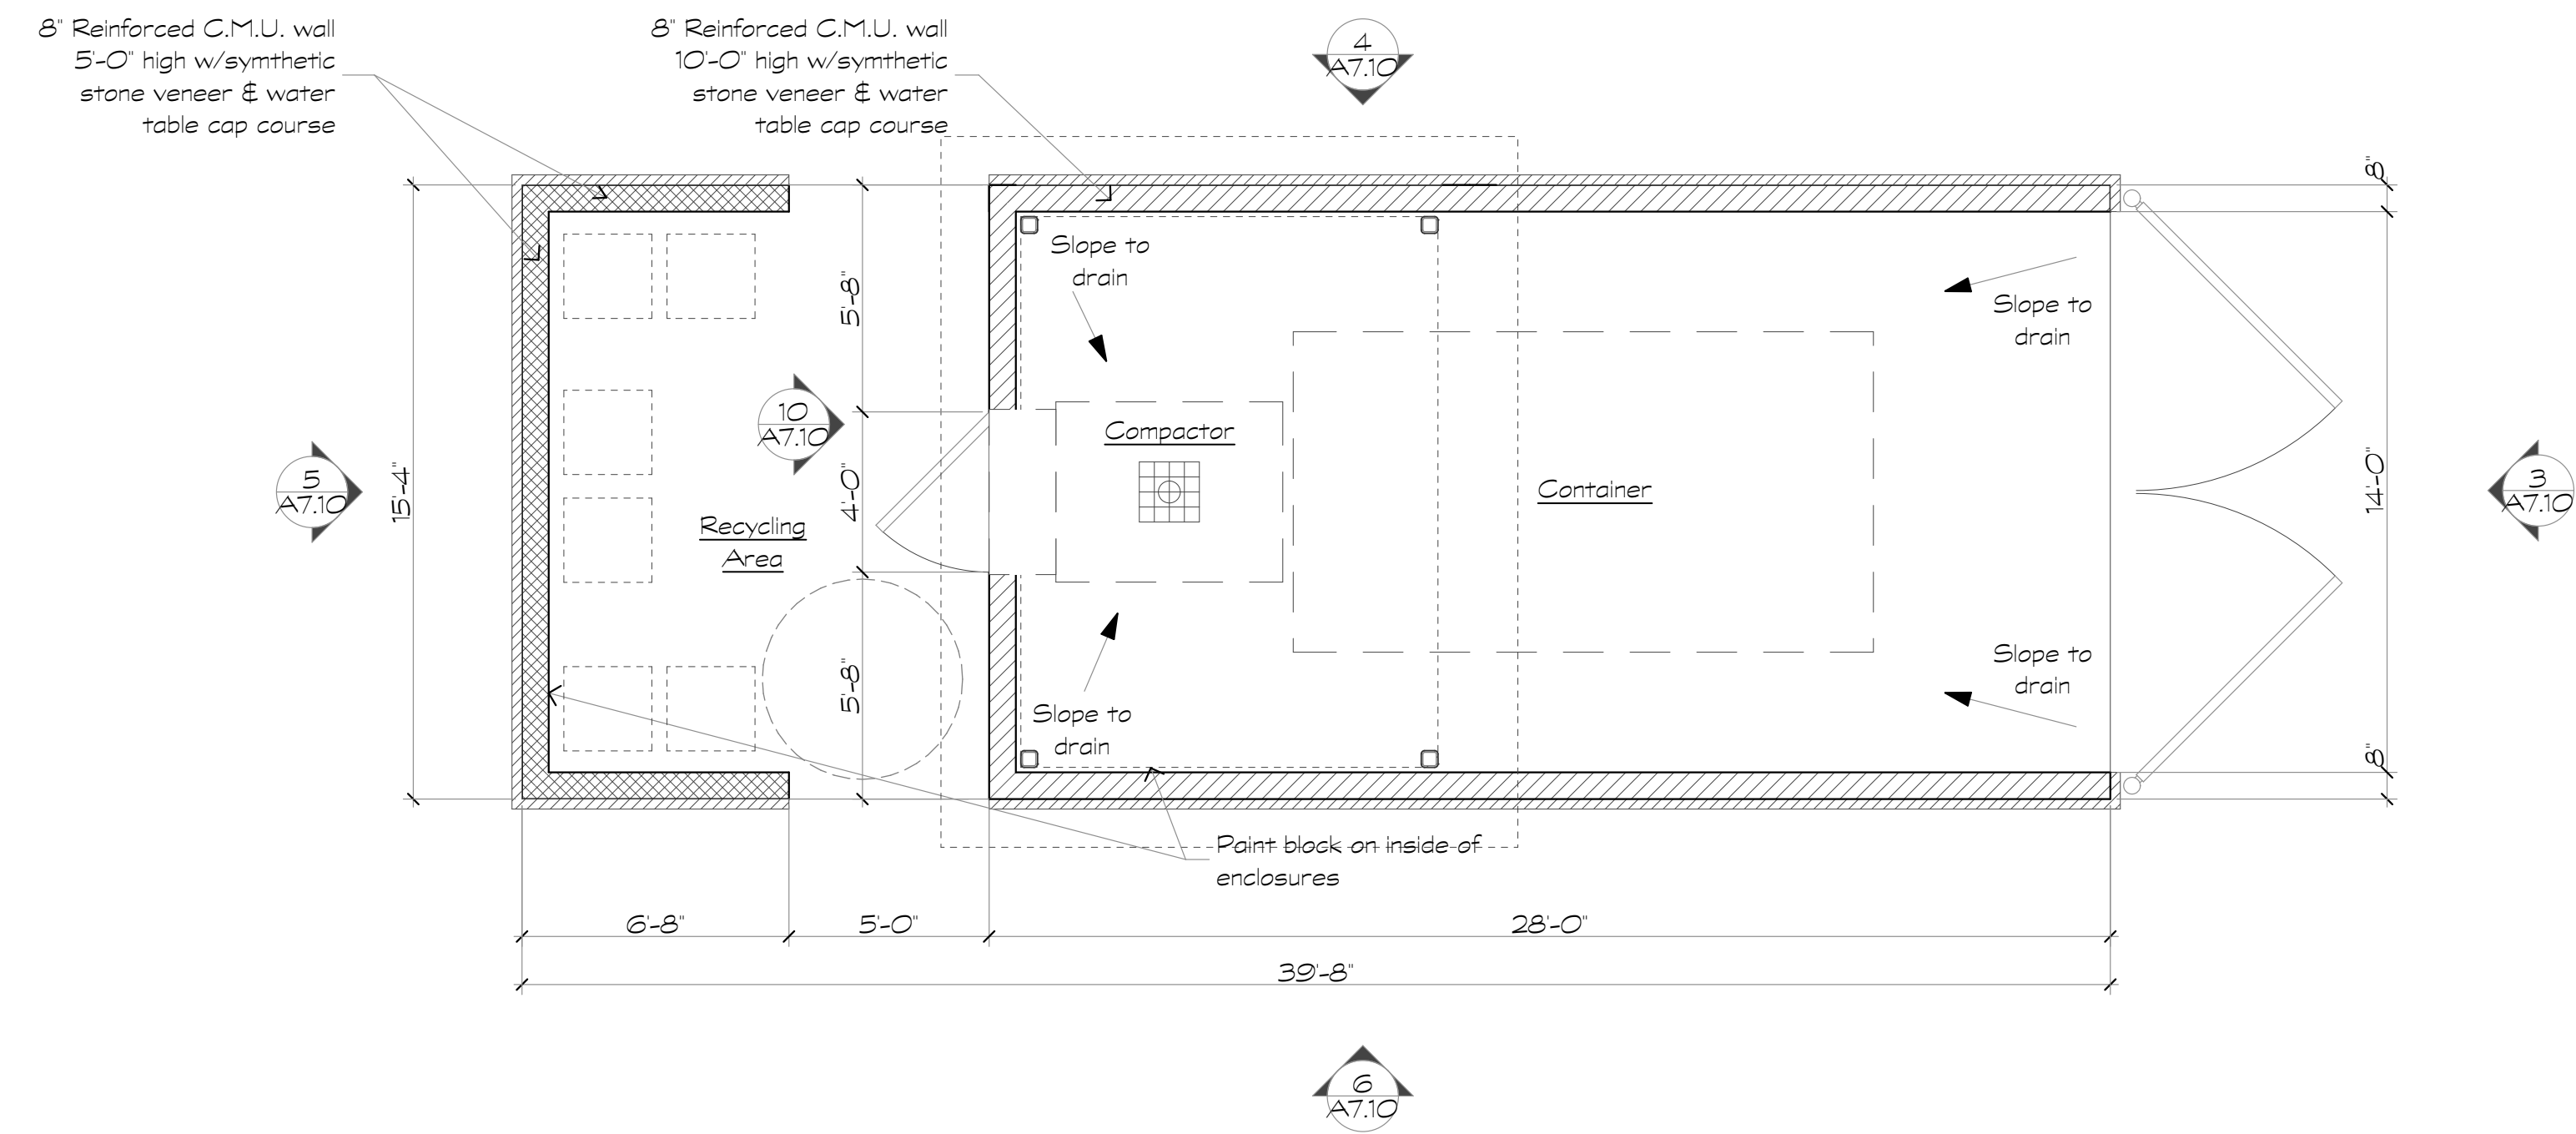 8" Reinforced C.M.U. wall
5'-0" high w/symthetic
stone veneer & water
table cap course
8" Reinforced C.M.U. wall
10'-0" high w/symthetic
stone veneer & water
table cap course
4
A7.10
8"
Slope to
drain
Slope to
drain
5'-8"
10
A7.10
Compactor
5
A7.10
15'-4"
4'-0"
Container
14'-0"
3
A7.10
Recycling
Area
5'-8"
Slope to
drain
Slope to
drain
8"
Paint block on inside of
enclosures
6'-8"
5'-0"
28'-0"
39'-8"
6
A7.10